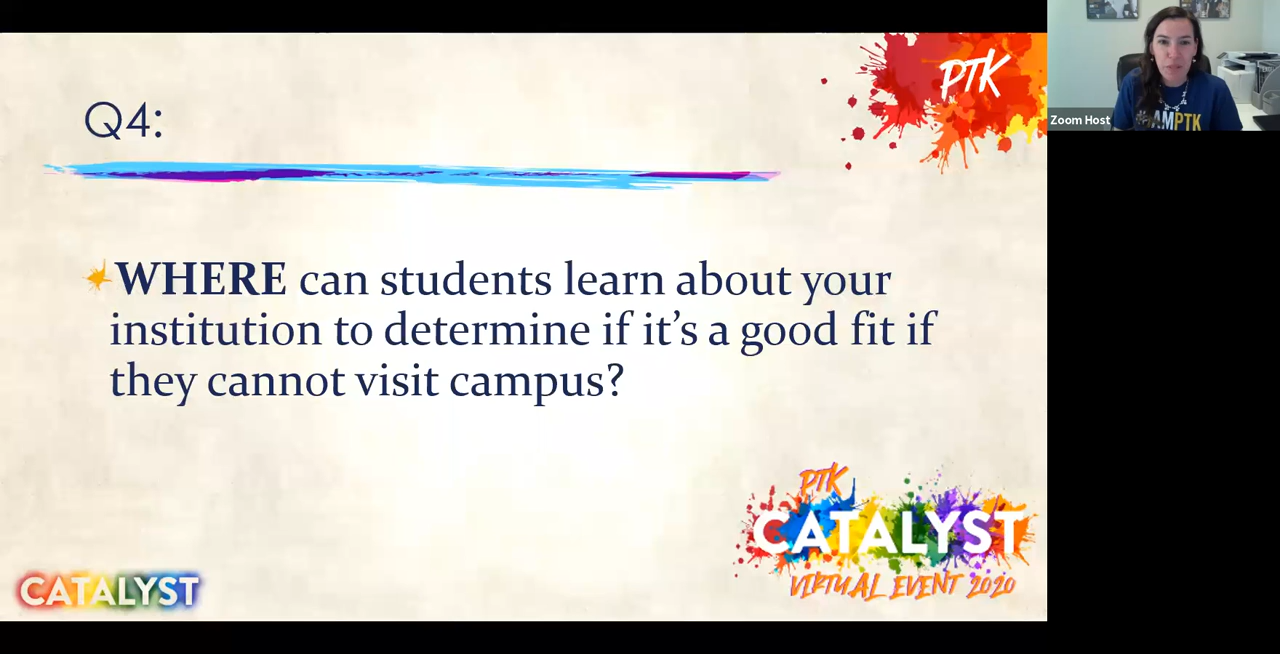 Q4:
PTK
Zoom Host
#IAMPTK
WHERE can students learn about your
institution to determine if it’s a good fit if
they cannot visit campus?
PTK
CATALYST
VIRTUAL EVENT 2020
CATALYST